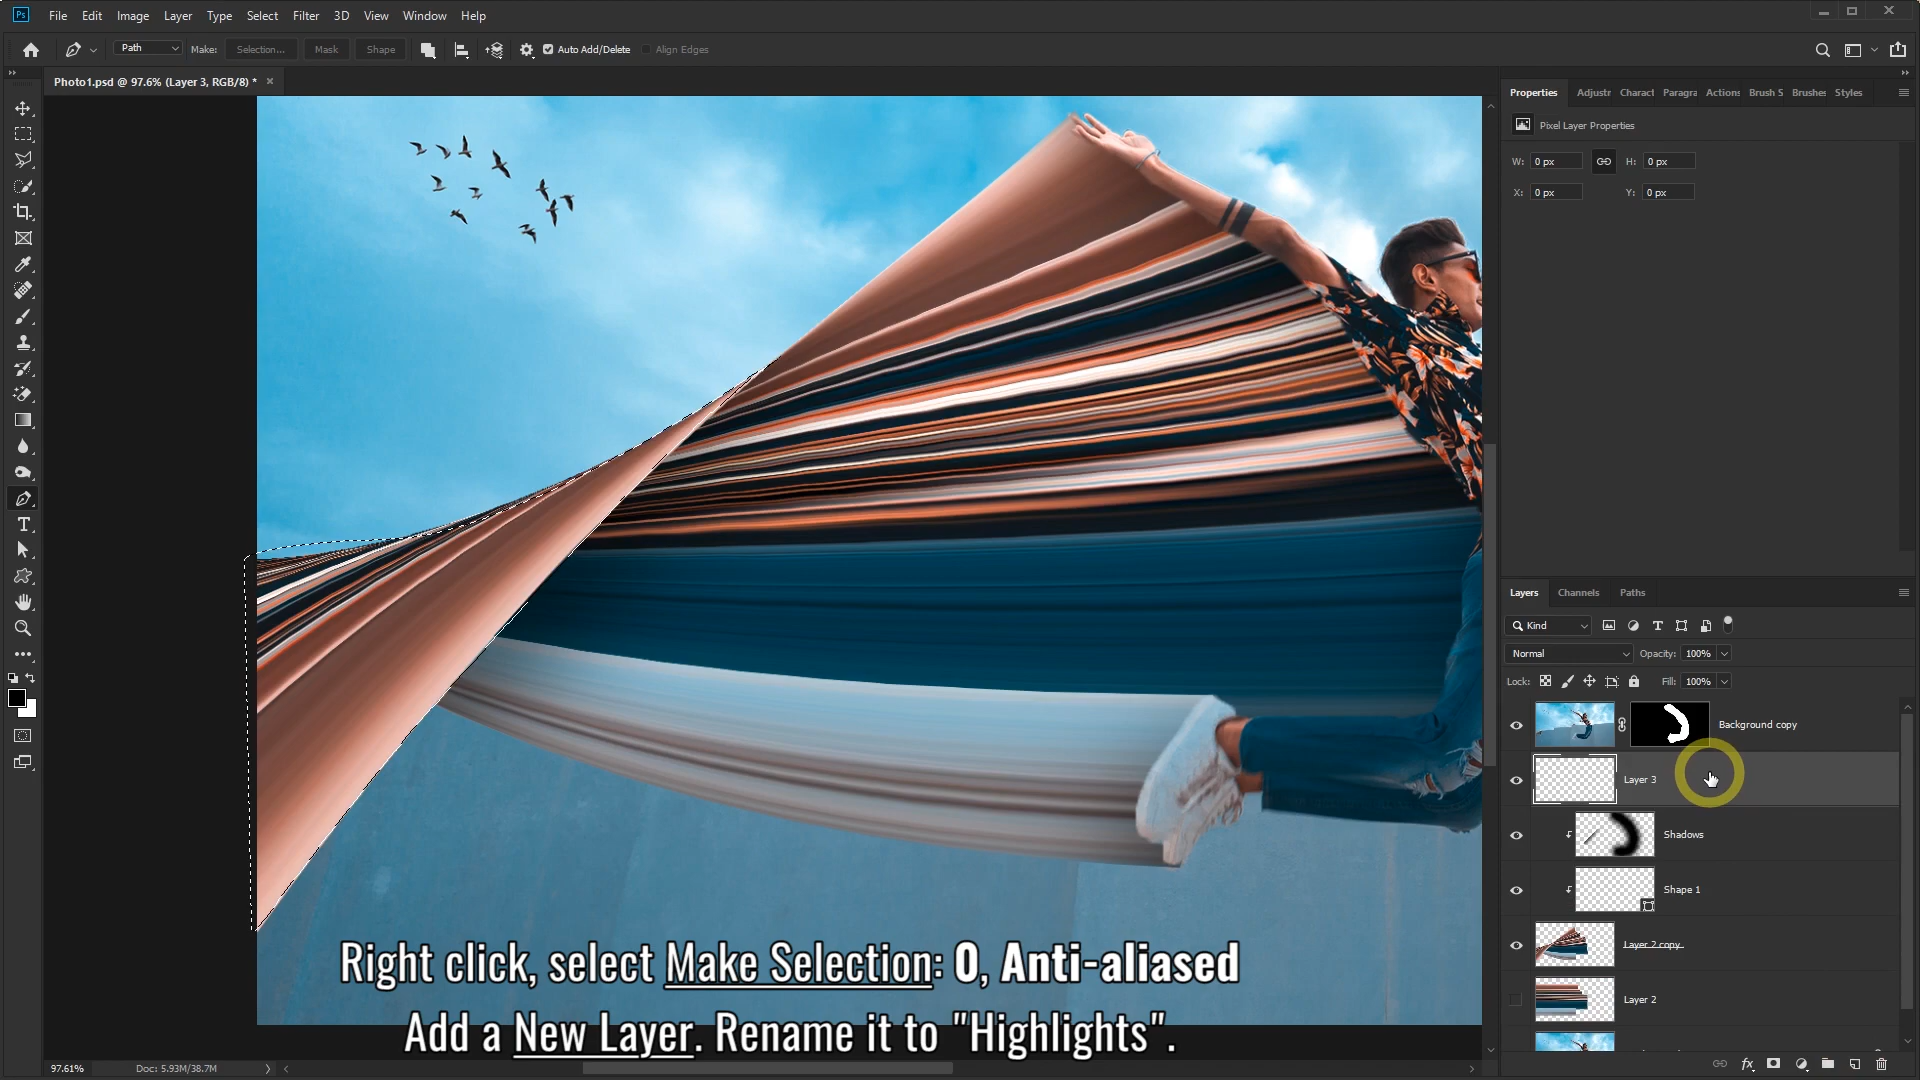 Ps File Edit Image Layer Type Select Filter 3D View Window Help
Path Make: Selection... Mask Shape Auto Add/Delete Align Edges
Photo1.psd @ 97.6% (Layer 3, RGB/8) *
Properties Adjustr Charact Paragra Actions Brush S Brushes Styles
Pixel Layer Properties
W: 0 px H: 0 px
X: 0 px Y: 0 px
Layers Channels Paths
Kind
Normal Opacity: 100%
Lock: Fill: 100%
Background copy
Layer 3
Shadows
Shape 1
Layer 2 copy
Layer 2
Right click, select Make Selection: 0, Anti-aliased
Add a New Layer. Rename it to "Highlights".
97.61% Doc: 5.93M/38.7M